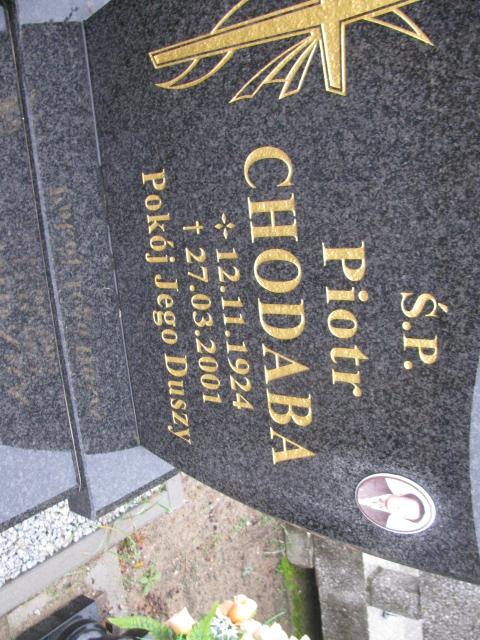 Ś.P.
Piotr
CHODABA
✧ 12.11.1924
† 27.03.2001
Pokój Jego Duszy